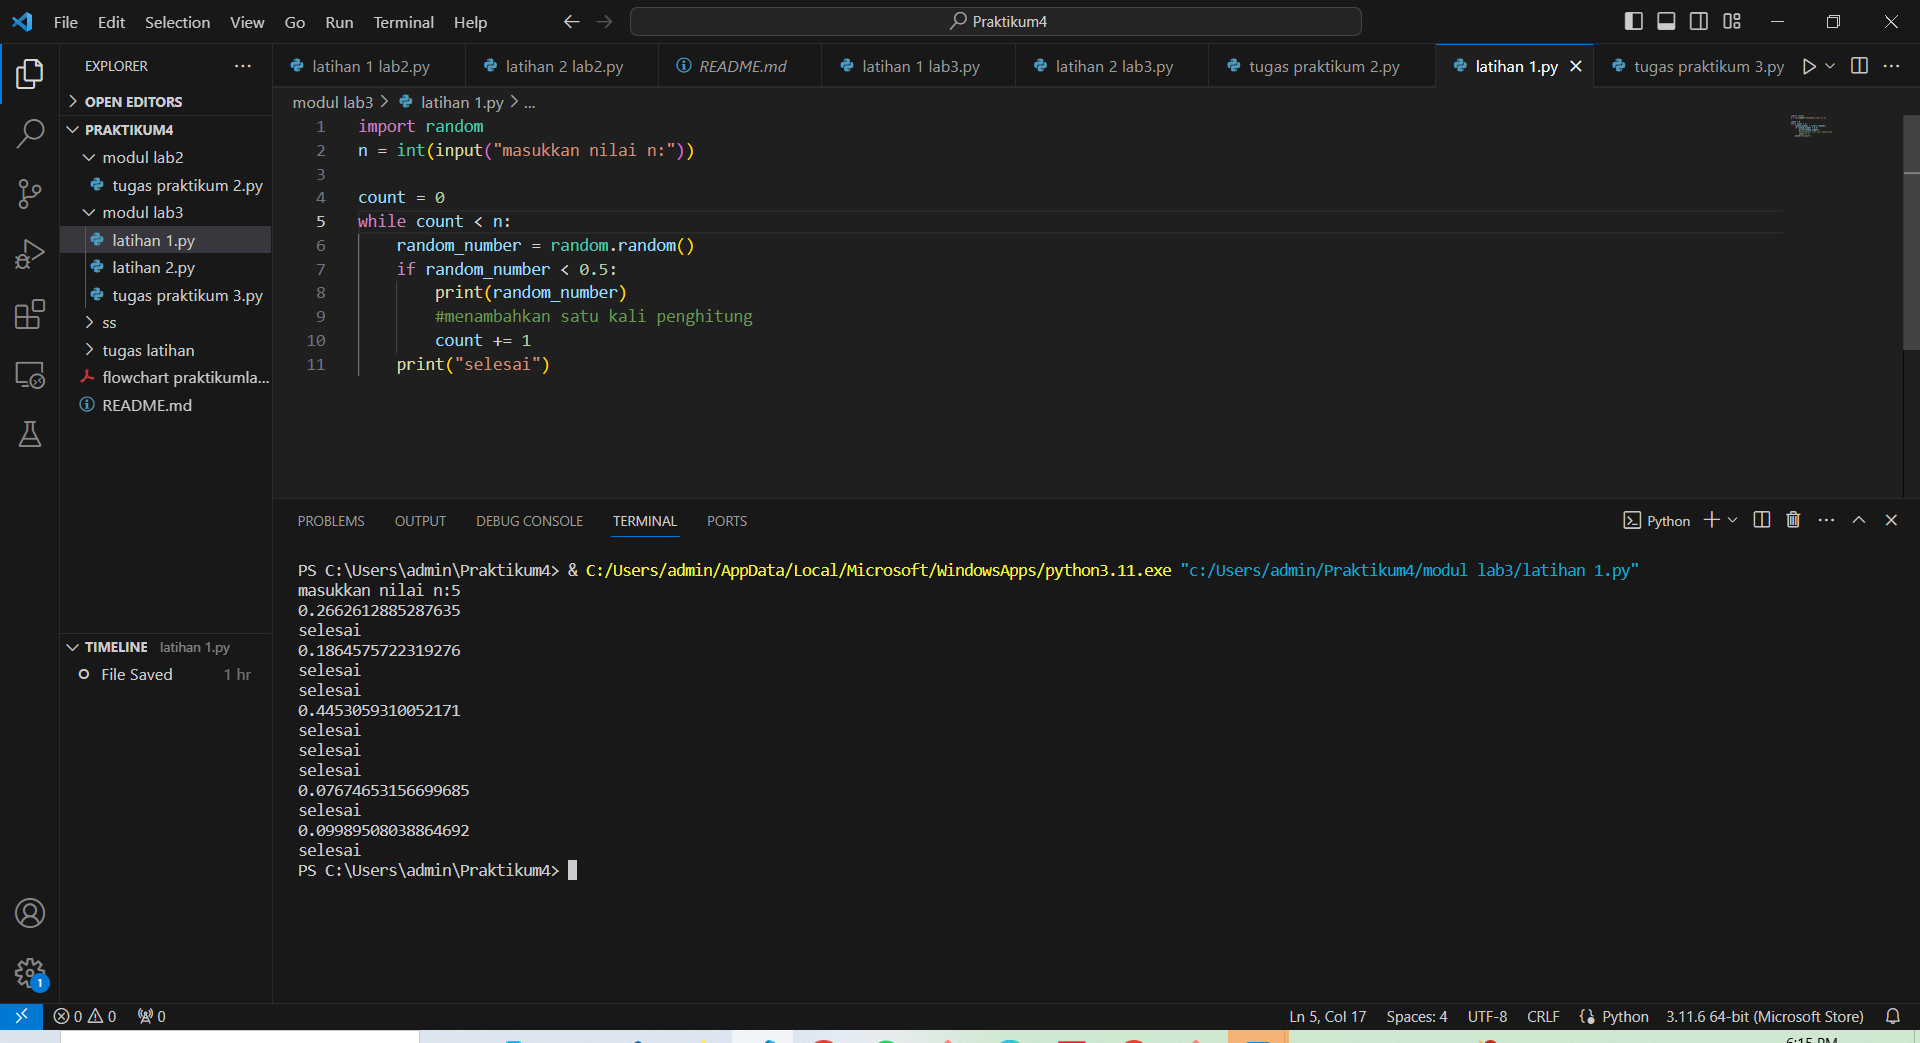 File Edit Selection View Go Run Terminal Help
Praktikum4
EXPLORER
OPEN EDITORS
PRAKTIKUM4
modul lab2
tugas praktikum 2.py
modul lab3
latihan 1.py
latihan 2.py
tugas praktikum 3.py
ss
tugas latihan
flowchart praktikumla...
README.md
TIMELINE latihan 1.py
File Saved 1 hr
latihan 1 lab2.py latihan 2 lab2.py README.md latihan 1 lab3.py latihan 2 lab3.py tugas praktikum 2.py latihan 1.py tugas praktikum 3.py
modul lab3 > latihan 1.py > ...
1 import random
2 n = int(input("masukkan nilai n:"))
3
4 count = 0
5 while count < n:
6 random_number = random.random()
7 if random_number < 0.5:
8 print(random_number)
9 #menambahkan satu kali penghitung
10 count += 1
11 print("selesai")
PROBLEMS OUTPUT DEBUG CONSOLE TERMINAL PORTS
Python
PS C:\Users\admin\Praktikum4> & C:/Users/admin/AppData/Local/Microsoft/WindowsApps/python3.11.exe "c:/Users/admin/Praktikum4/modul lab3/latihan 1.py"
masukkan nilai n:5
0.2662612885287635
selesai
0.1864575722319276
selesai
selesai
0.4453059310052171
selesai
selesai
selesai
0.07674653156699685
selesai
0.09989508038864692
selesai
PS C:\Users\admin\Praktikum4>
1
0 0 0
Ln 5, Col 17 Spaces: 4 UTF-8 CRLF Python 3.11.6 64-bit (Microsoft Store)
6:15 PM